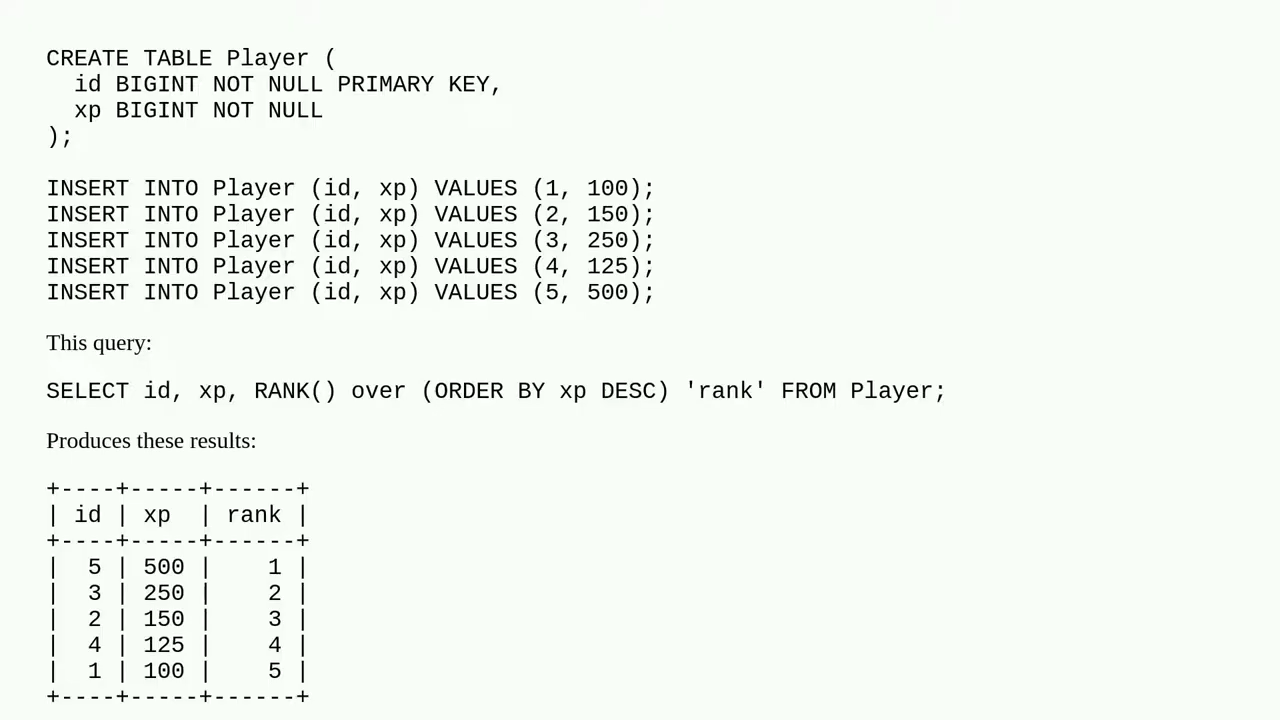 CREATE TABLE Player (
  id BIGINT NOT NULL PRIMARY KEY,
  xp BIGINT NOT NULL
);
INSERT INTO Player (id, xp) VALUES (1, 100);
INSERT INTO Player (id, xp) VALUES (2, 150);
INSERT INTO Player (id, xp) VALUES (3, 250);
INSERT INTO Player (id, xp) VALUES (4, 125);
INSERT INTO Player (id, xp) VALUES (5, 500);
This query:
SELECT id, xp, RANK() over (ORDER BY xp DESC) 'rank' FROM Player;
Produces these results:
+----+-----+------+
| id | xp  | rank |
+----+-----+------+
|  5 | 500 |    1 |
|  3 | 250 |    2 |
|  2 | 150 |    3 |
|  4 | 125 |    4 |
|  1 | 100 |    5 |
+----+-----+------+